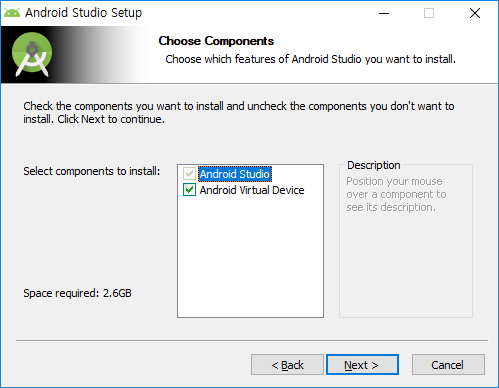 Android Studio Setup
Choose Components
Choose which features of Android Studio you want to install.
Check the components you want to install and uncheck the components you don't want to
install. Click Next to continue.
Select components to install:
Android Studio
Android Virtual Device
Description
Position your mouse
over a component to
see its description.
Space required: 2.6GB
< Back
Next >
Cancel